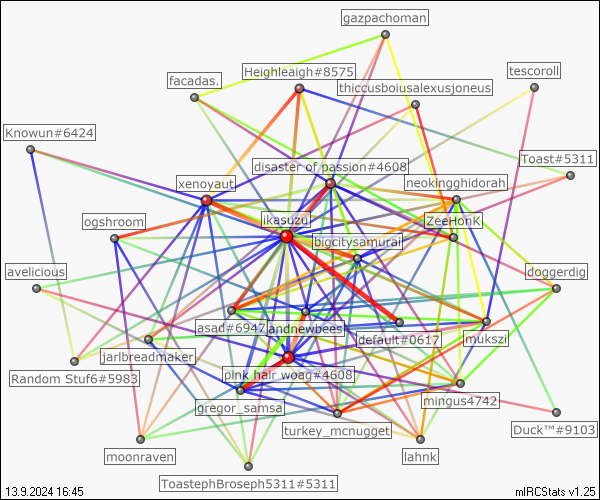 gazpachoman
tescoroll
Heighleigh#8575
facadas.
thiccusboiusalexusjoneus
Knowun#6424
Toast#5311
disaster of passion#4608
xenoyaut
neokingghidorah
ikasuzu
ogshroom
ZeeHonK
bigcitysamurai
avelicious
doggerdig
asad#6947
andnewbees
default#0617
mukszi
jarlbreadmaker
Random Stuf6#5983
pink hair woag#4608
gregor_samsa
mingus4742
turkey_mcnugget
Duck™#9103
moonraven
lahnk
ToastephBroseph5311#5311
13.9.2024 16:45
mIRCStats v1.25